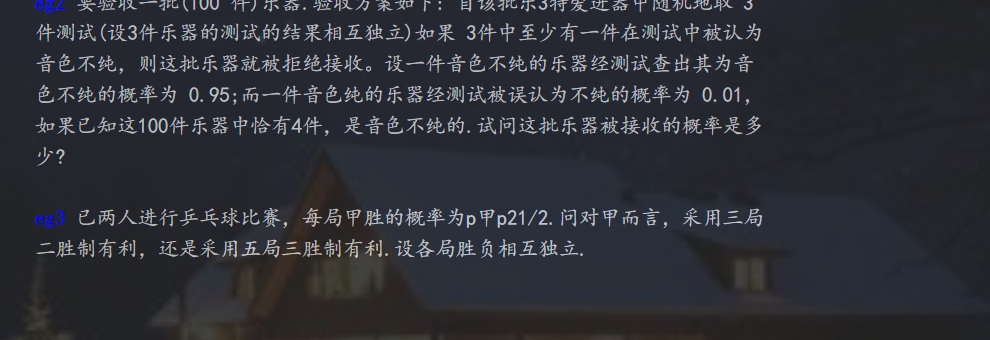 eg2 要验收一批(100 件)乐器.验收方案如下: 自该批乐3特爱进器中随机地取 3
件测试(设3件乐器的测试的结果相互独立)如果 3件中至少有一件在测试中被认为
音色不纯，则这批乐器就被拒绝接收。设一件音色不纯的乐器经测试查出其为音
色不纯的概率为 0.95;而一件音色纯的乐器经测试被误认为不纯的概率为 0.01,
如果已知这100件乐器中恰有4件，是音色不纯的.试问这批乐器被接收的概率是多
少?
eg3 已两人进行乒乓球比赛，每局甲胜的概率为p甲p21/2.问对甲而言，采用三局
二胜制有利，还是采用五局三胜制有利.设各局胜负相互独立.